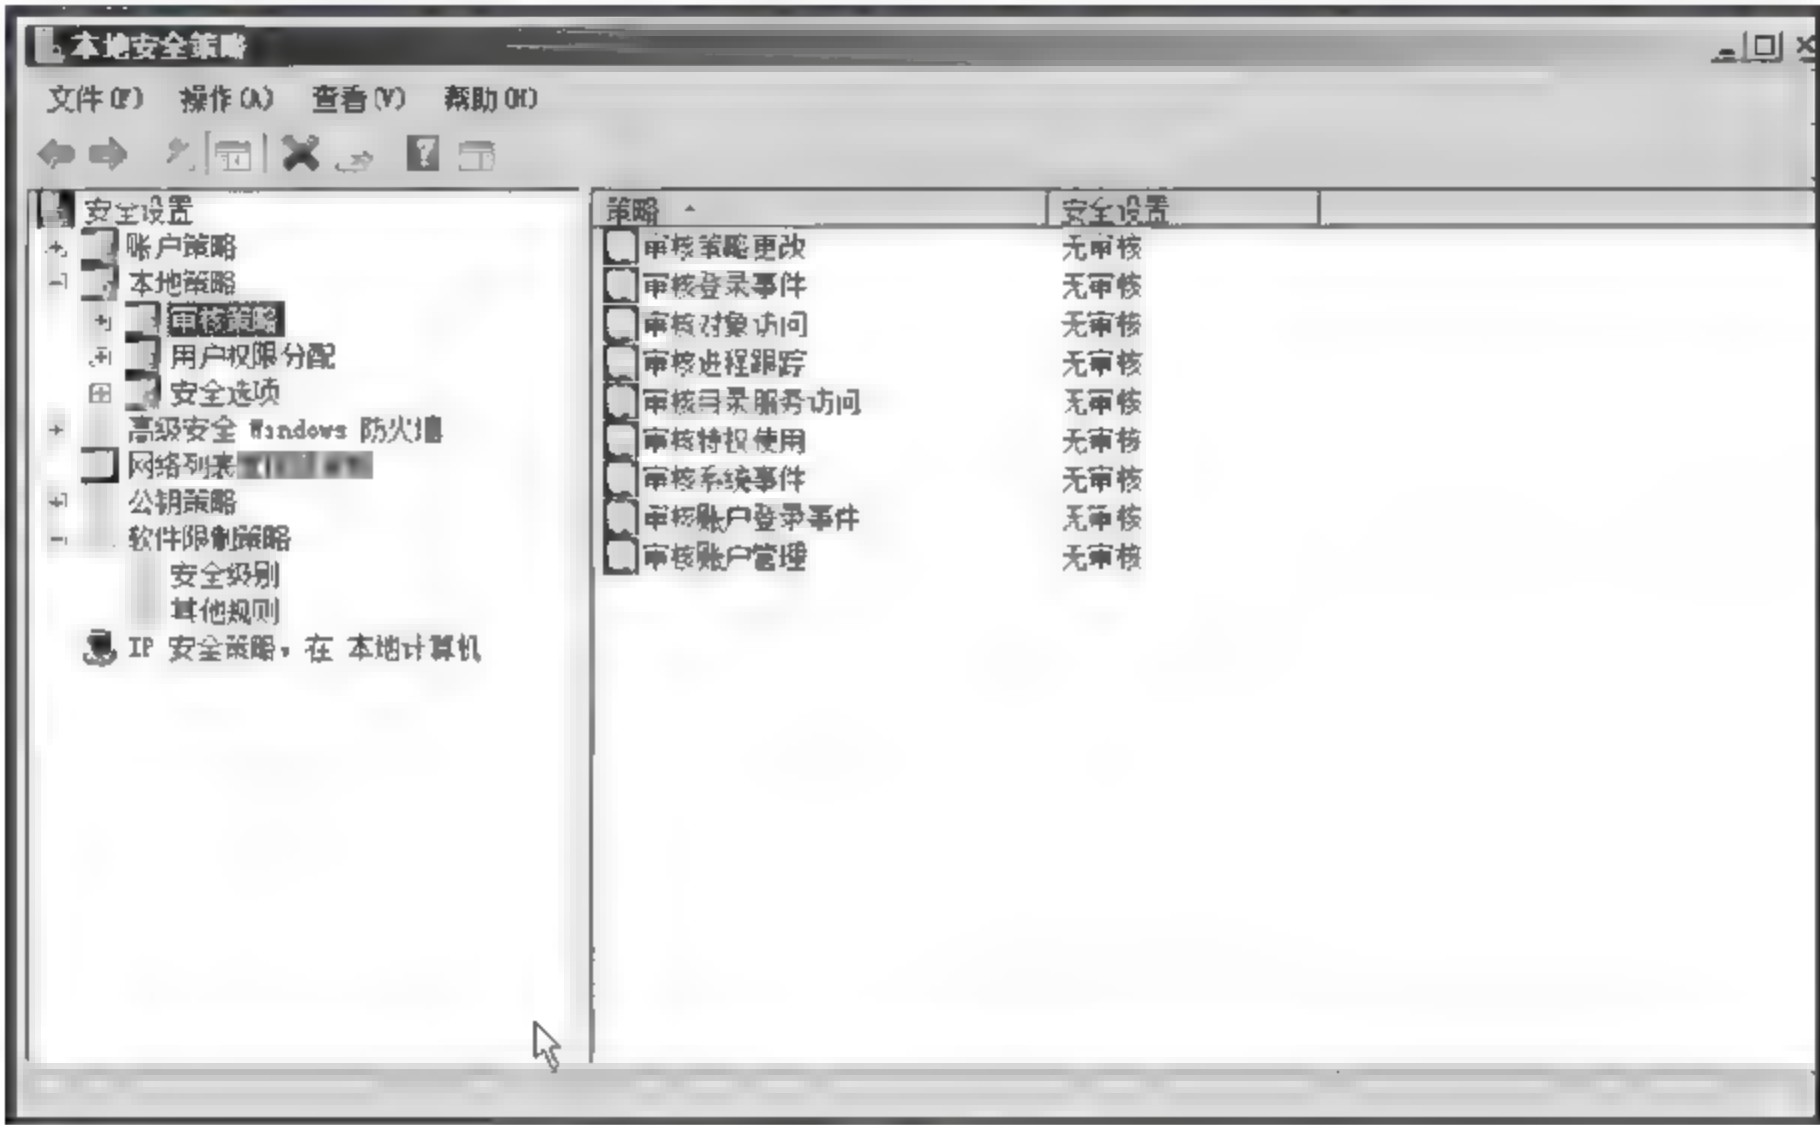 本地安全策略
文件(F) 操作(A) 查看(V) 帮助(H)
安全设置
账户策略
本地策略
审核策略
用户权限分配
安全选项
高级安全 Windows 防火墙
网络列表
公钥策略
软件限制策略
安全级别
其他规则
IP 安全策略，在 本地计算机
策略 安全设置
审核策略更改 无审核
审核登录事件 无审核
审核对象访问 无审核
审核进程跟踪 无审核
审核目录服务访问 无审核
审核特权使用 无审核
审核系统事件 无审核
审核账户登录事件 无审核
审核账户管理 无审核